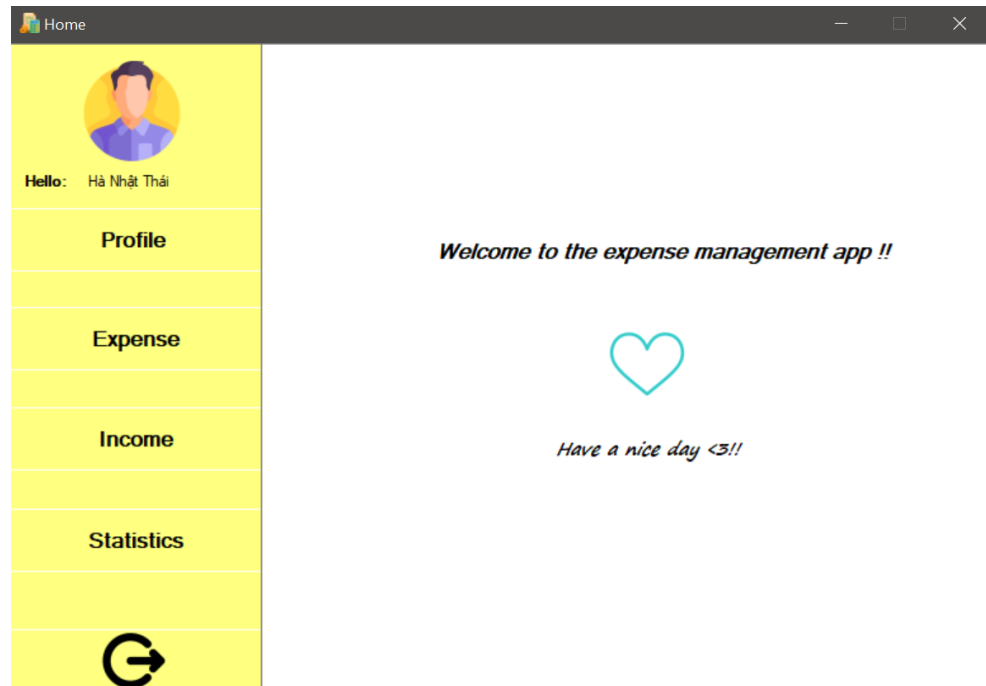 Home
Hello: Hà Nhật Thái
Profile
Expense
Income
Statistics
Welcome to the expense management app !!
Have a nice day <3!!